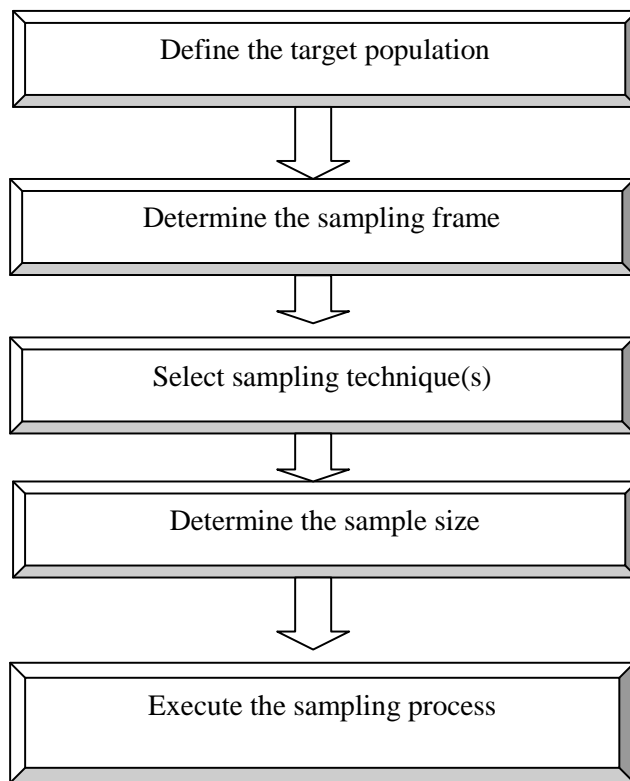 Define the target population
Determine the sampling frame
Select sampling technique(s)
Determine the sample size
Execute the sampling process